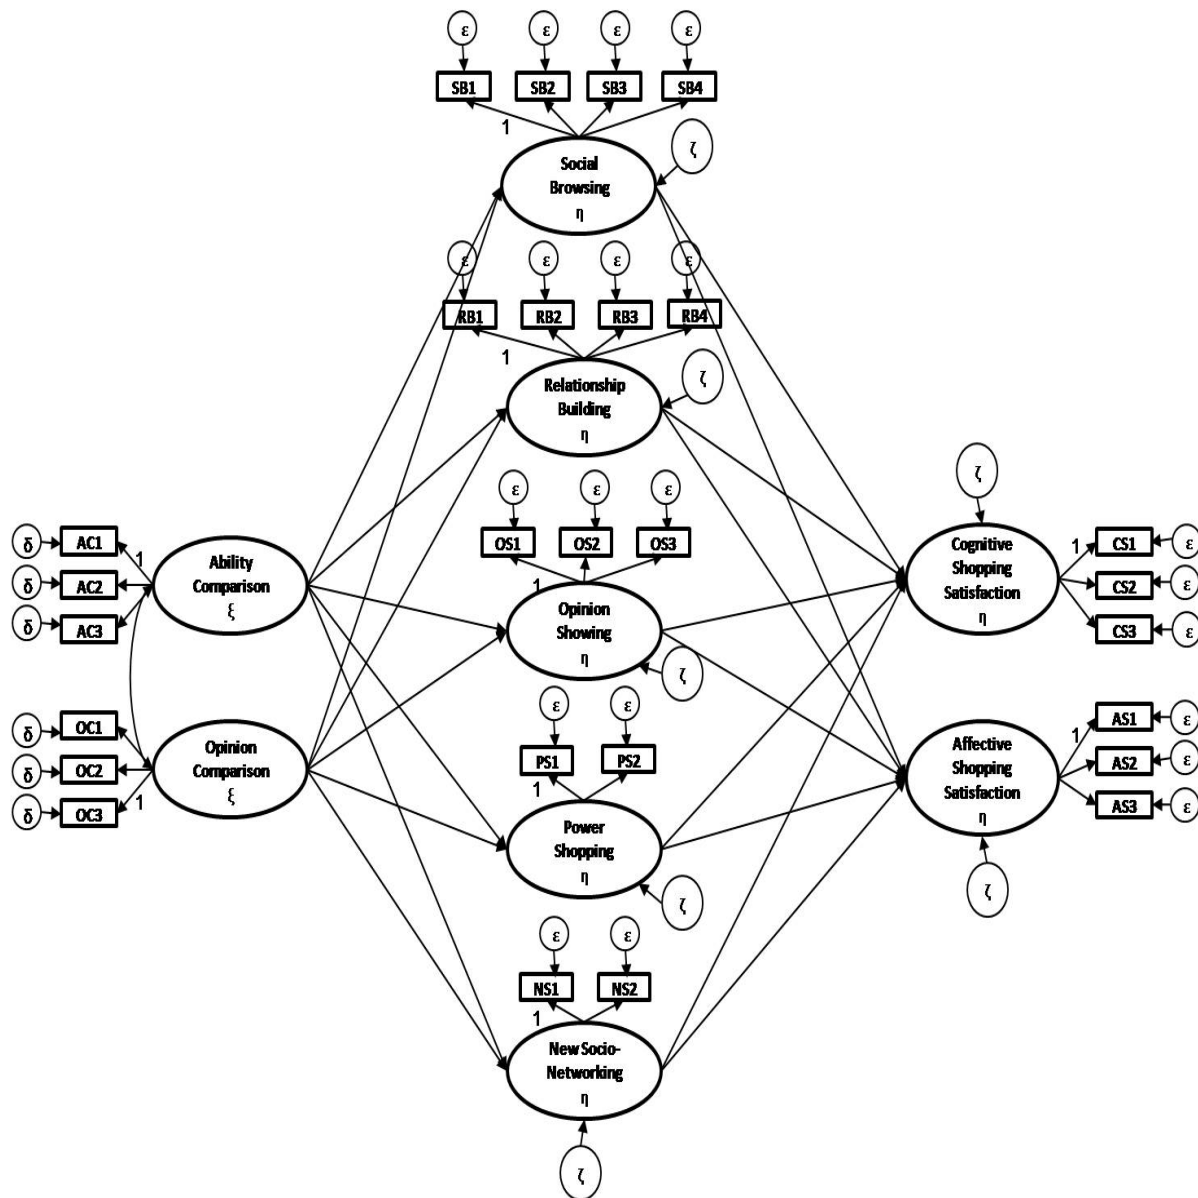 ε ε ε ε
SB1 SB2 SB3 SB4
1
Social
Browsing
η
ζ
ε ε ε ε
RB1 RB2 RB3 RB4
1
Relationship
Building
η
ζ
ε ε ε
OS1 OS2 OS3
1
Opinion
Showing
η
ζ
ε ε
PS1 PS2
1
Power
Shopping
η
ζ
ε ε
NS1 NS2
1
New Socio-
Networking
η
ζ
δ AC1
δ AC2
δ AC3
1
Ability
Comparison
ξ
δ OC1
δ OC2
δ OC3
1
Opinion
Comparison
ξ
ζ
Cognitive
Shopping
Satisfaction
η
1
CS1 ε
CS2 ε
CS3 ε
Affective
Shopping
Satisfaction
η
ζ
1
AS1 ε
AS2 ε
AS3 ε